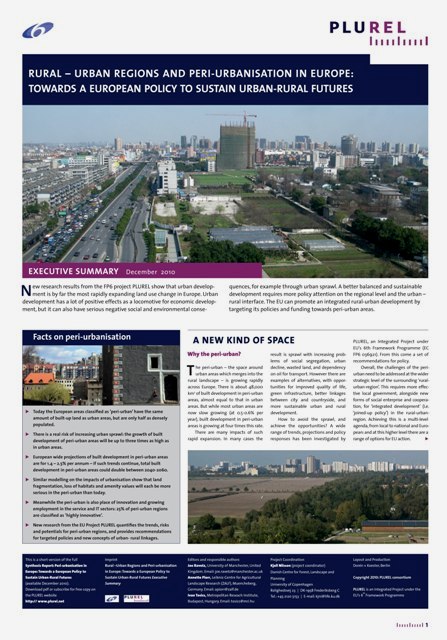 PLUREL
RURAL – URBAN REGIONS AND PERI-URBANISATION IN EUROPE:
TOWARDS A EUROPEAN POLICY TO SUSTAIN URBAN-RURAL FUTURES
EXECUTIVE SUMMARY December 2010
New research results from the FP6 project PLUREL show that urban develop-
ment is by far the most rapidly expanding land use change in Europe. Urban
development has a lot of positive effects as a locomotive for economic develop-
ment, but it can also have serious negative social and environmental conse-
quences, for example through urban sprawl. A better balanced and sustainable
development requires more policy attention on the regional level and the urban –
rural interface. The EU can promote an integrated rural-urban development by
targeting its policies and funding towards peri-urban areas.
Facts on peri-urbanisation
Today the European areas classified as 'peri-urban' have the same
amount of built-up land as urban areas, but are only half as densely
populated.
There is a real risk of increasing urban sprawl: the growth of built
development of peri-urban areas will be up to three times as high as
in urban areas.
European wide projections of built development in peri-urban areas
are for 1.4 – 2.5% per annum – if such trends continue, total built
development in peri-urban areas could double between 2040-2060.
Similar modelling on the impacts of urbanisation show that land
fragmentation, loss of habitats and amenity values will each be more
serious in the peri-urban than today.
Meanwhile the peri-urban is also place of innovation and growing
employment in the service and IT sectors: 25% of peri-urban regions
are classified as 'highly innovative'.
New research from the EU Project PLUREL quantifies the trends, risks
and potentials for peri-urban regions, and provides recommendations
for targeted policies and new concepts of urban- rural linkages.
A NEW KIND OF SPACE
Why the peri-urban?
The peri-urban – the space around
urban areas which merges into the
rural landscape – is growing rapidly
across Europe. There is about 48,000
km² of built development in peri-urban
areas, almost equal to that in urban
areas. But while most urban areas are
now slow growing (at 0.5-0.6% per
year), built development in peri-urban
areas is growing at four times this rate.
There are many impacts of such
rapid expansion. In many cases the
result is sprawl with increasing prob-
lems of social segregation, urban
decline, wasted land, and dependency
on oil for transport. However there are
examples of alternatives, with oppor-
tunities for improved quality of life,
green infrastructure, better linkages
between city and countryside, and
more sustainable urban and rural
development.
How to avoid the sprawl, and
achieve the opportunities? A wide
range of trends, projections and policy
responses has been investigated by
PLUREL, an Integrated Project under
EU's 6th Framework Programme (EC
FP6 036921). From this come a set of
recommendations for policy.
Overall, the challenges of the peri-
urban need to be addressed at the wider
strategic level of the surrounding 'rural-
urban-region'. This requires more effec-
tive local government, alongside new
forms of social enterprise and coopera-
tion, for 'integrated development' (i.e.
'joined-up policy') in the rural-urban
region. Achieving this is a multi-level
agenda, from local to national and Euro-
pean: and at this higher level there are a
range of options for EU action.
This is a short version of the full
Synthesis Report: Peri-urbanisation in
Europe: Towards a European Policy to
Sustain Urban-Rural Futures
(available December 2010).
Download pdf or subscribe for free copy on
the PLUREL website
http:// www.plurel.net
Imprint
Rural–Urban Regions and Peri-urbanisation
in Europe: Towards a European Policy to
Sustain Urban-Rural Futures Executive
Summary
Editors and responsible authors:
Joe Ravetz, University of Manchester, United
Kingdom; Email: joe.ravetz@manchester.ac.uk
Annette Piorr, Leibniz-Centre for Agricultural
Landscape Research (ZALF), Müncheberg,
Germany; Email: apiorr@zalf.de
Ivan Tosics, Metropolitan Research Institute,
Budapest, Hungary; Email: tosics@mri.hu
Project Coordination:
Kjell Nilsson (project coordinator)
Danish Centre for Forest, Landscape and
Planning
University of Copenhagen
Rolighedsvej 23 | DK-1958 Frederiksberg C
Layout and Production
Copyright 2010: PLUREL consortium
PLUREL is an Integrated Project under the
EU's 6th Framework Programme
1